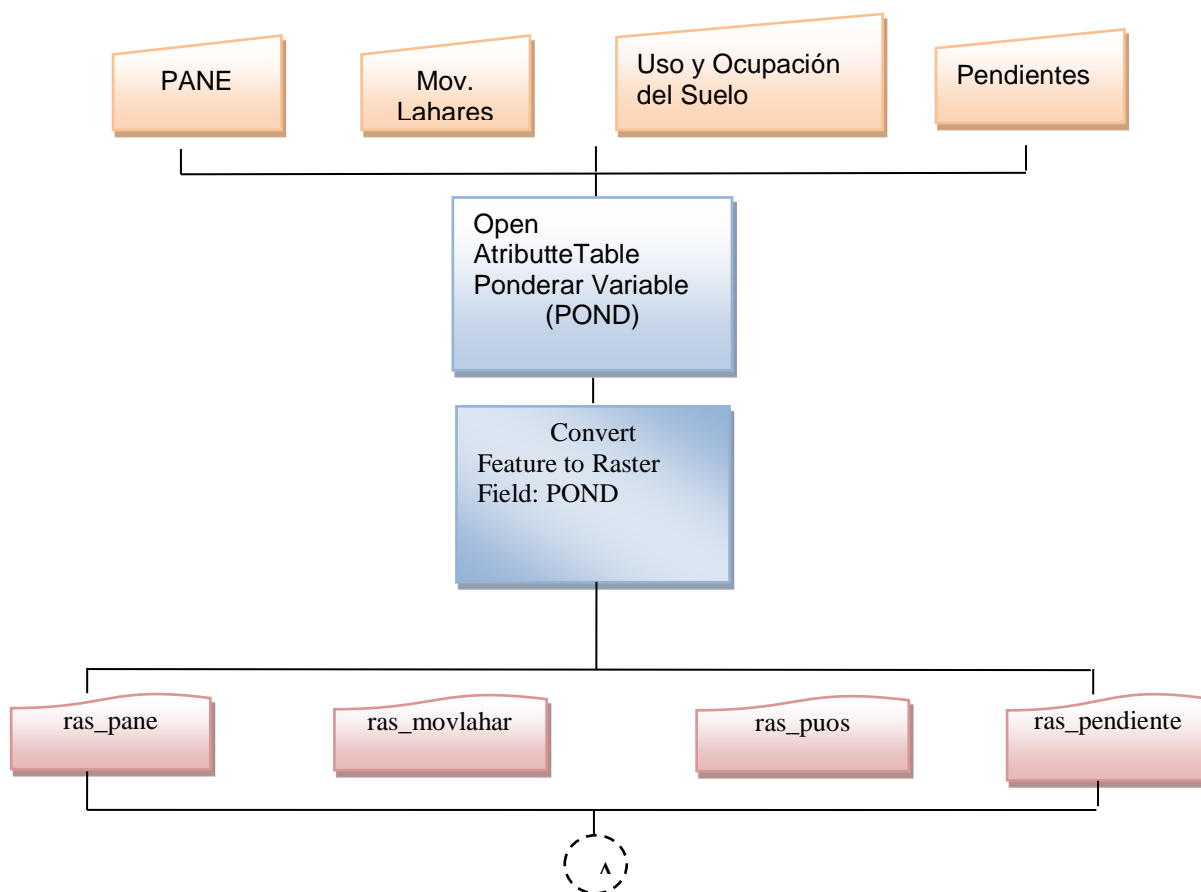 PANE
Mov.
Lahares
Uso y Ocupación
del Suelo
Pendientes
Open
AtributteTable
Ponderar Variable
(POND)
Convert
Feature to Raster
Field: POND
ras_pane
ras_movlahar
ras_puos
ras_pendiente